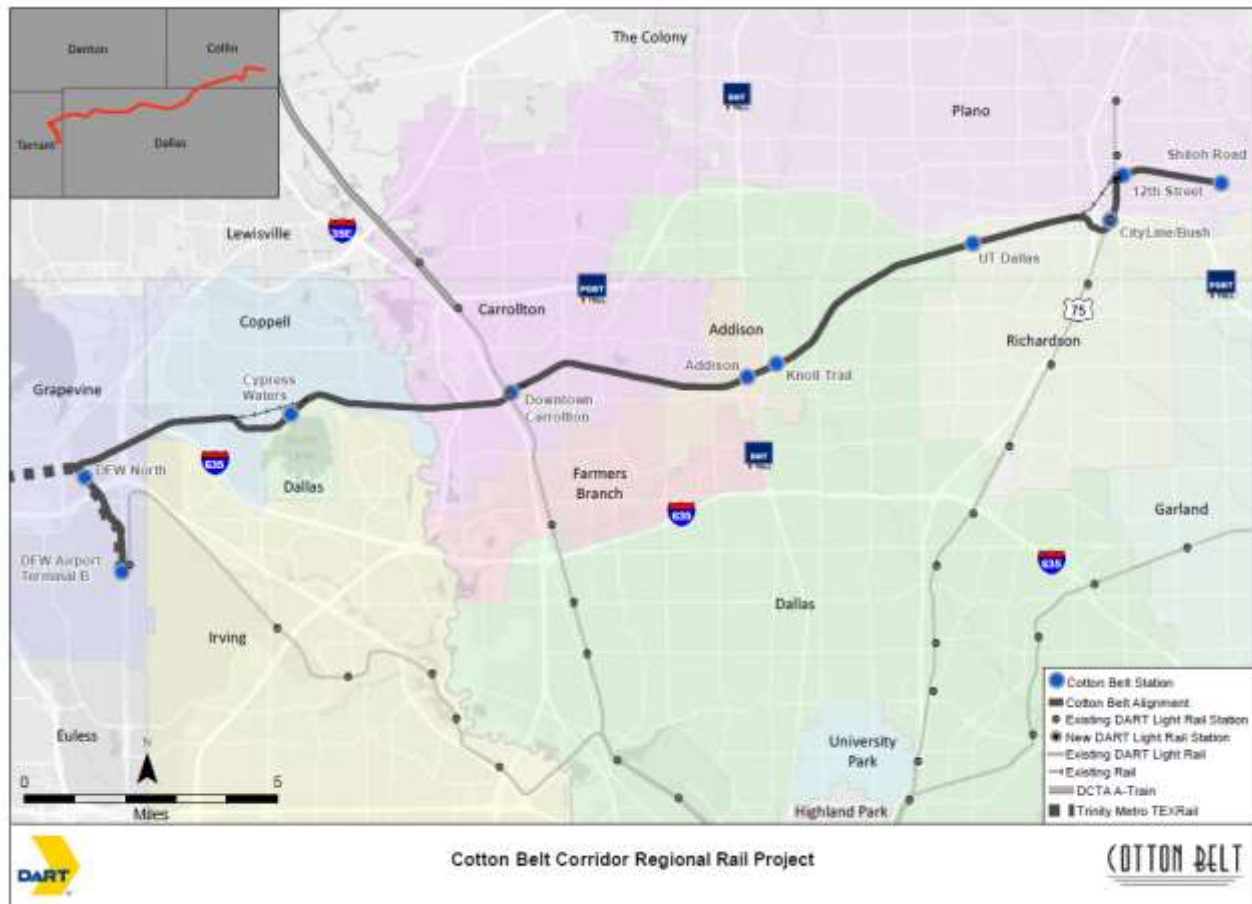 Denton
Collin
Tarrant
Dallas
The Colony
Plano
Shiloh Road
12th Street
CityLine/Bush
UT Dallas
Lewisville
35E
Carrollton
Coppell
Addison
75
Richardson
Grapevine
Cypress
Waters
Addison
Knoll Trail
Downtown
Carrollton
DFW North
635
Dallas
Farmers
Branch
635
Garland
635
DFW Airport
Terminal B
Dallas
Irving
Euless
University
Park
Highland Park
N
0
5
Miles
Cotton Belt Station
Cotton Belt Alignment
Existing DART Light Rail Station
New DART Light Rail Station
Existing DART Light Rail
Existing Rail
DCTA A-Train
Trinity Metro TEXRail
DART
Cotton Belt Corridor Regional Rail Project
COTTON BELT